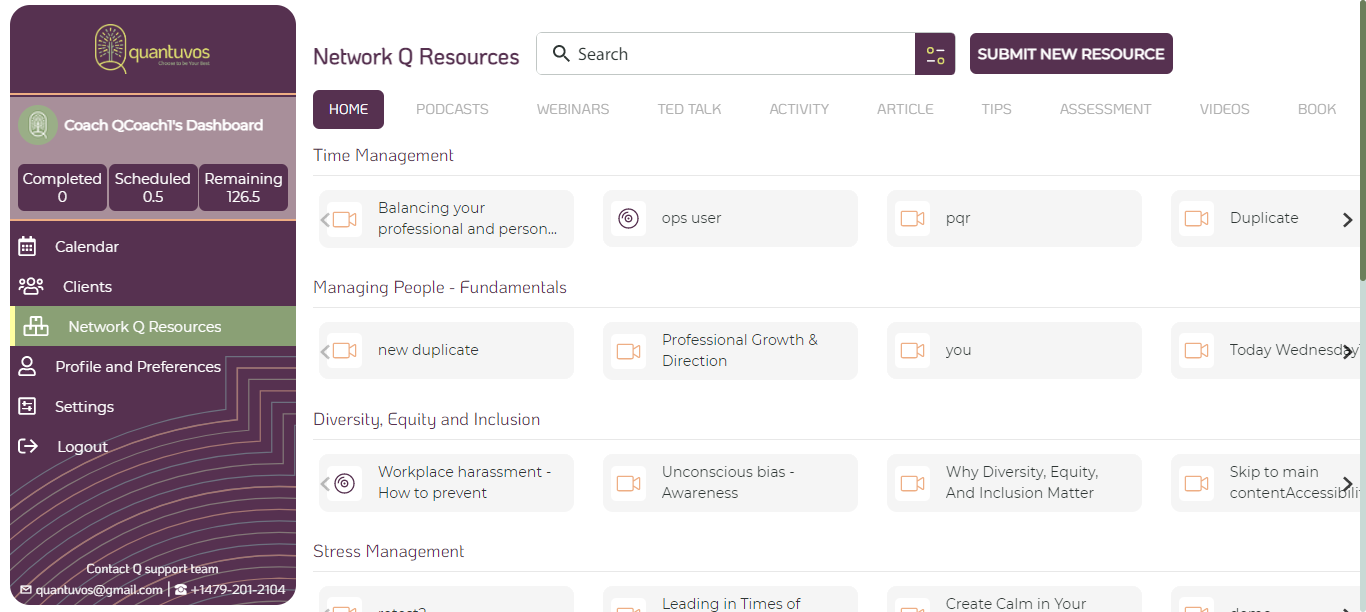 quantuvos
Choose to be Your Best
Coach QCoach1's Dashboard
Completed
0
Scheduled
0.5
Remaining
126.5
Calendar
Clients
Network Q Resources
Profile and Preferences
Settings
Logout
Contact Q support team
quantuvos@gmail.com | +1479-201-2104
Network Q Resources
Search
SUBMIT NEW RESOURCE
HOME
PODCASTS
WEBINARS
TED TALK
ACTIVITY
ARTICLE
TIPS
ASSESSMENT
VIDEOS
BOOK
Time Management
Balancing your
professional and person...
ops user
pqr
Duplicate
Managing People - Fundamentals
new duplicate
Professional Growth &
Direction
you
Today Wednesday
Diversity, Equity and Inclusion
Workplace harassment -
How to prevent
Unconscious bias -
Awareness
Why Diversity, Equity,
And Inclusion Matter
Skip to main
contentAccessibilit
Stress Management
Leading in Times of
Create Calm in Your